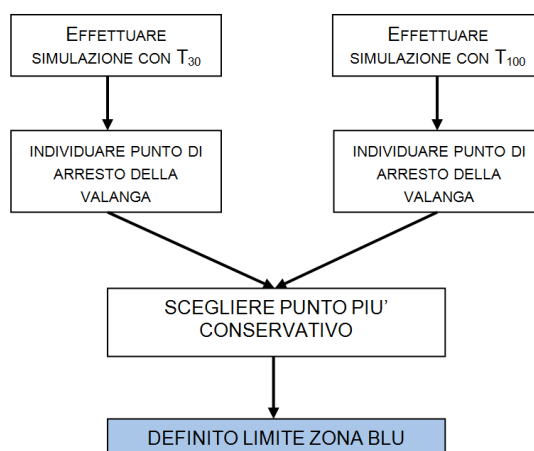 EFFETTUARE
SIMULAZIONE CON T30
EFFETTUARE
SIMULAZIONE CON T100
INDIVIDUARE PUNTO DI
ARRESTO DELLA
VALANGA
INDIVIDUARE PUNTO DI
ARRESTO DELLA
VALANGA
SCEGLIERE PUNTO PIU'
CONSERVATIVO
DEFINITO LIMITE ZONA BLU